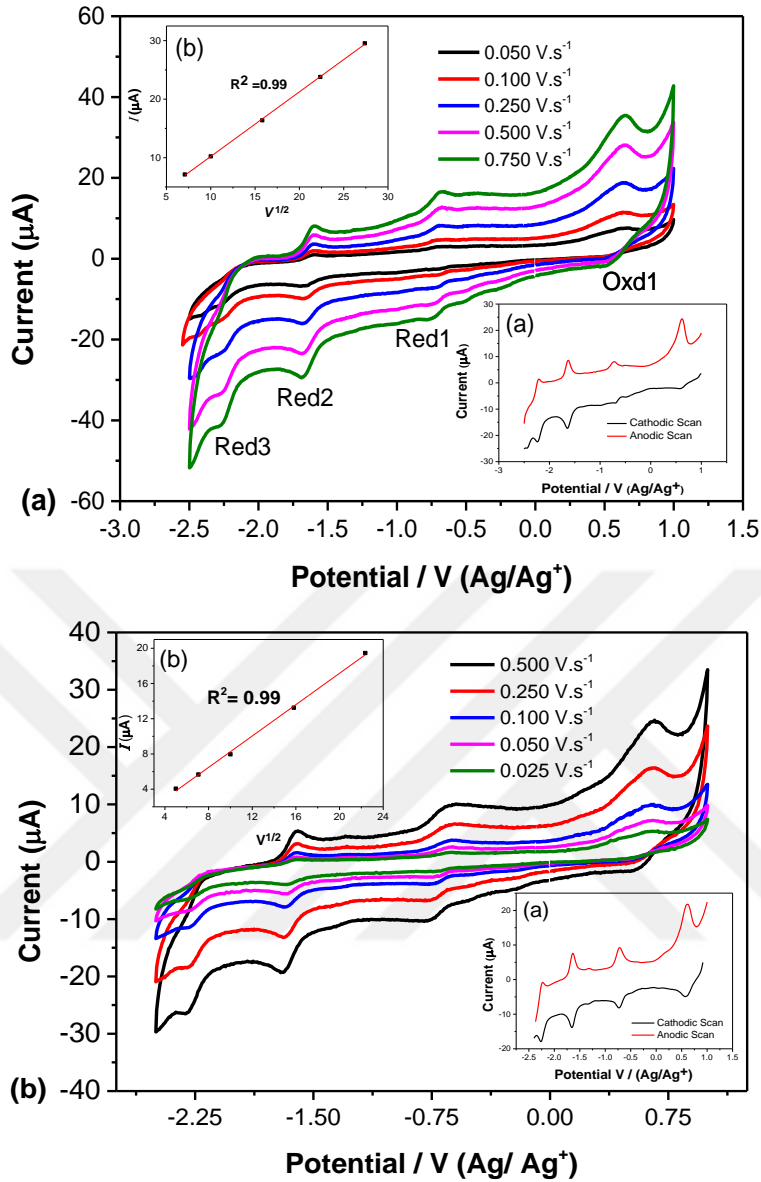 (b)
R² =0.99
I (µA)
30
20
10
5 10 15 20 25 30
V^1/2
0.050 V.s⁻¹
0.100 V.s⁻¹
0.250 V.s⁻¹
0.500 V.s⁻¹
0.750 V.s⁻¹
Oxd1
Red1
Red2
Red3
(a)
Current (µA)
20
10
0
-10
-20
-30
Cathodic Scan
Anodic Scan
-2 -1 0 1
Potential / V (Ag/Ag⁺)
Current (µA)
60
40
20
0
-20
-40
-60
(a)
-3.0 -2.5 -2.0 -1.5 -1.0 -0.5 0.0 0.5 1.0 1.5
Potential / V (Ag/Ag⁺)
(b)
R²= 0.99
I (µA)
20
16
12
8
4
4 8 12 16 20 24
V^1/2
0.500 V.s⁻¹
0.250 V.s⁻¹
0.100 V.s⁻¹
0.050 V.s⁻¹
0.025 V.s⁻¹
(a)
Current (µA)
20
10
0
-10
-20
Cathodic Scan
Anodic Scan
-2.5 -2.0 -1.5 -1.0 -0.5 0.0 0.5 1.0 1.5
Potential V / (Ag/Ag⁺)
Current (µA)
40
30
20
10
0
-10
-20
-30
-40
(b)
-2.25 -1.50 -0.75 0.00 0.75
Potential / V (Ag/ Ag⁺)